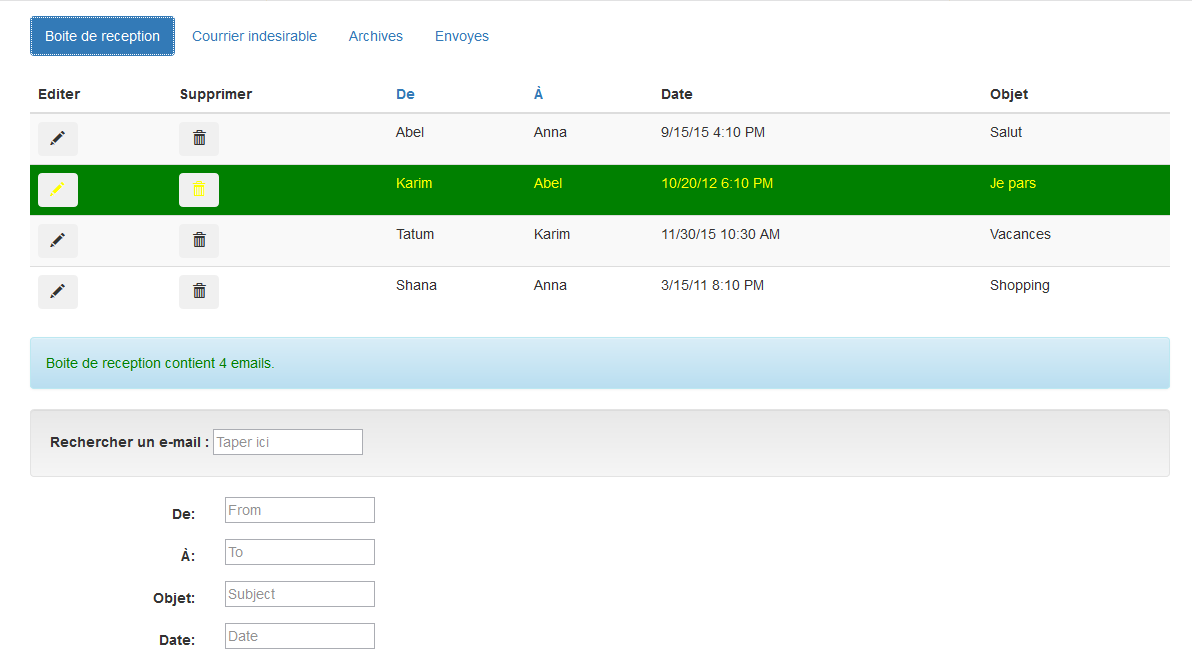 Boite de reception Courrier indesirable Archives Envoyes
Editer Supprimer De À Date Objet
Abel Anna 9/15/15 4:10 PM Salut
Karim Abel 10/20/12 6:10 PM Je pars
Tatum Karim 11/30/15 10:30 AM Vacances
Shana Anna 3/15/11 8:10 PM Shopping
Boite de reception contient 4 emails.
Rechercher un e-mail : Taper ici
De: From
À: To
Objet: Subject
Date: Date